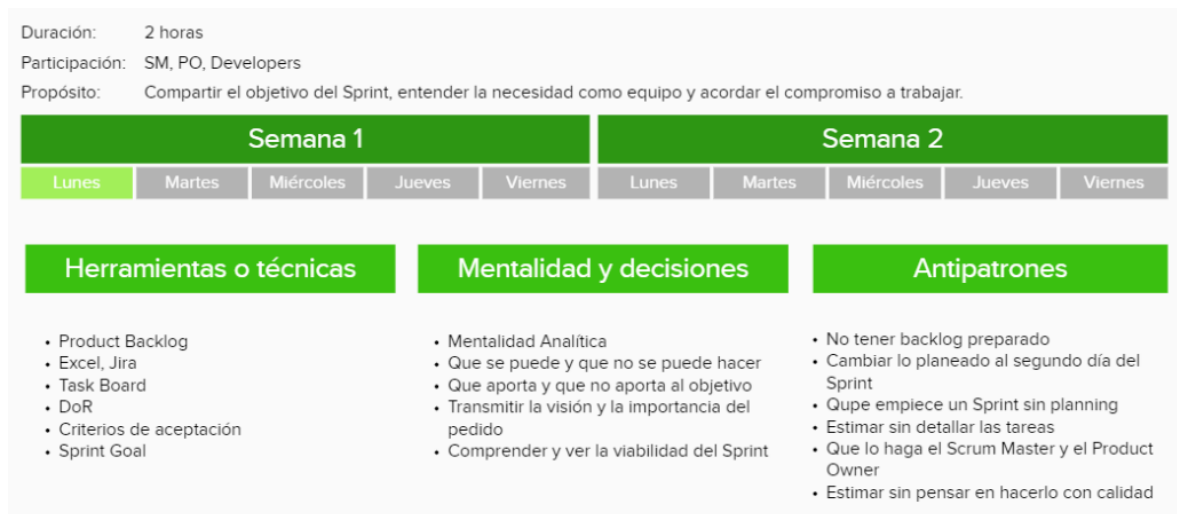 Duración: 2 horas
Participación: SM, PO, Developers
Propósito: Compartir el objetivo del Sprint, entender la necesidad como equipo y acordar el compromiso a trabajar.
Semana 1 Semana 2
Lunes Martes Miércoles Jueves Viernes Lunes Martes Miércoles Jueves Viernes
Herramientas o técnicas
• Product Backlog
• Excel, Jira
• Task Board
• DoR
• Criterios de aceptación
• Sprint Goal
Mentalidad y decisiones
• Mentalidad Analítica
• Que se puede y que no se puede hacer
• Que aporta y que no aporta al objetivo
• Transmitir la visión y la importancia del
pedido
• Comprender y ver la viabilidad del Sprint
Antipatrones
• No tener backlog preparado
• Cambiar lo planeado al segundo día del
Sprint
• Qupe empiece un Sprint sin planning
• Estimar sin detallar las tareas
• Que lo haga el Scrum Master y el Product
Owner
• Estimar sin pensar en hacerlo con calidad